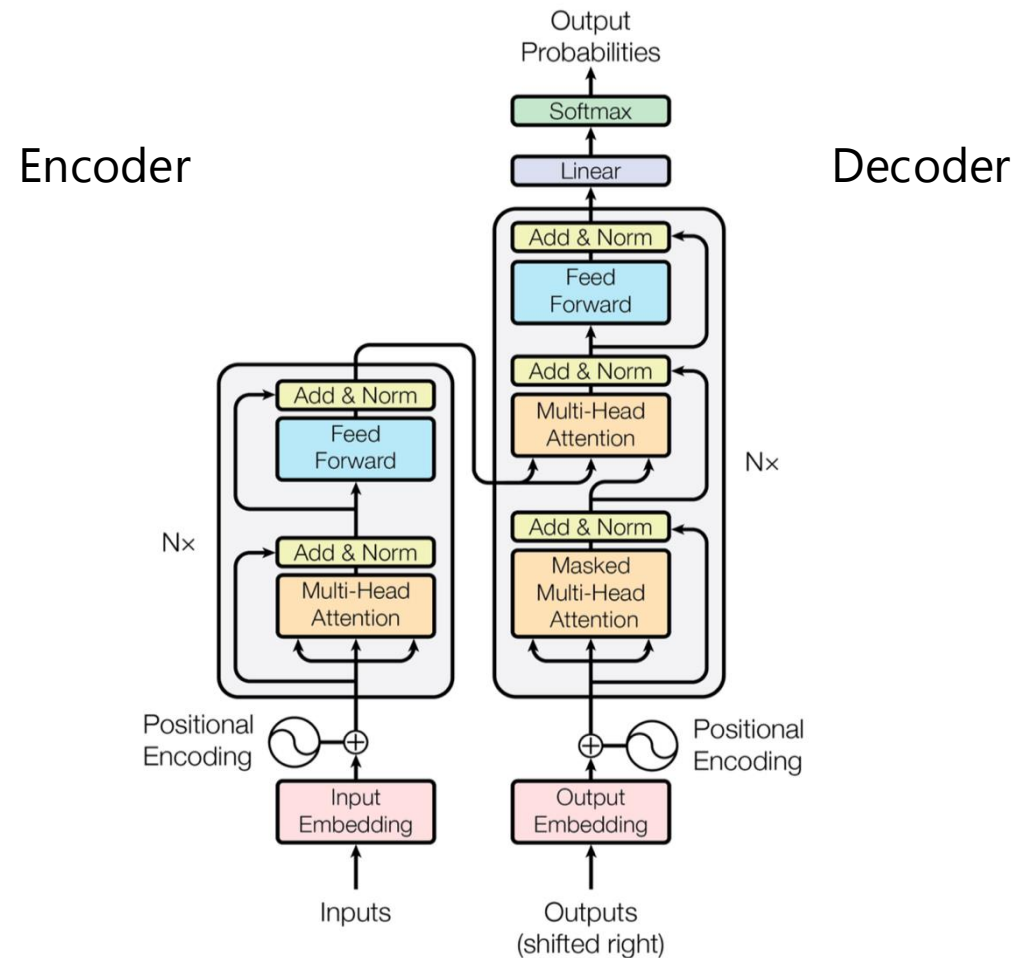 Output
Probabilities
Softmax
Encoder
Linear
Decoder
Add & Norm
Feed
Forward
Add & Norm
Multi-Head
Attention
Nx
Add & Norm
Masked
Multi-Head
Attention
Add & Norm
Feed
Forward
Nx
Add & Norm
Multi-Head
Attention
Positional
Encoding
Positional
Encoding
Input
Embedding
Output
Embedding
Inputs
Outputs
(shifted right)